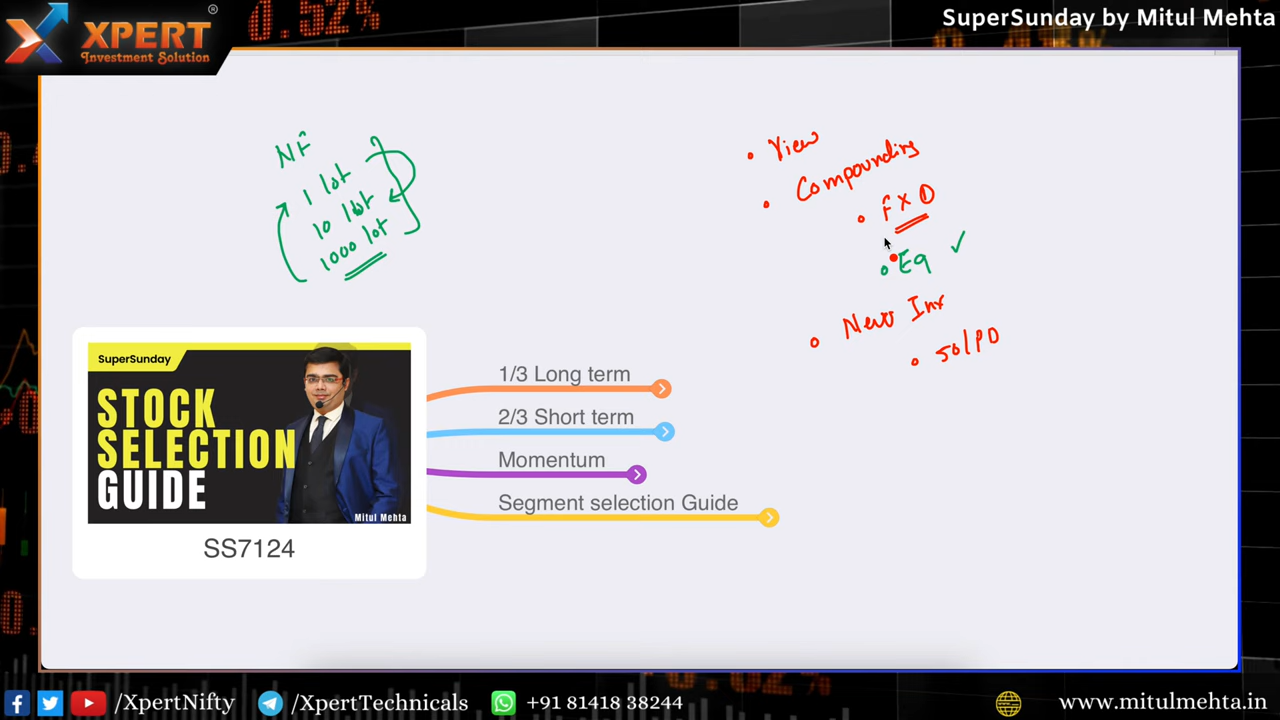 XPERT
Investment Solution
SuperSunday by Mitul Mehta
NF
1 lot
10 lot
1000 lot
View
Compounding
F X D
Eq ✓
New Inv
50/PD
SuperSunday
STOCK
SELECTION
GUIDE
Mitul Mehta
SS7124
1/3 Long term
2/3 Short term
Momentum
Segment selection Guide
/XpertNifty
/XpertTechnicals
+91 81418 38244
www.mitulmehta.in